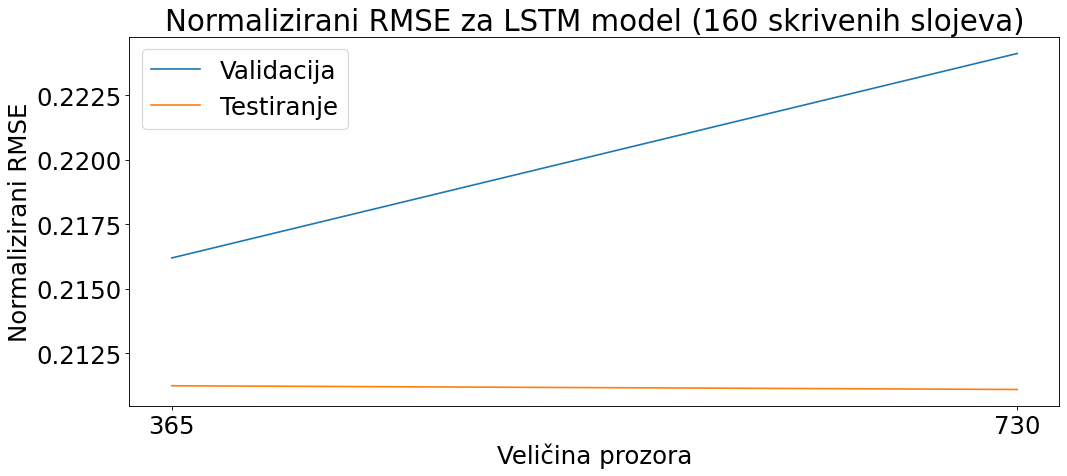 Normalizirani RMSE za LSTM model (160 skrivenih slojeva)
Validacija
Testiranje
Normalizirani RMSE
0.2225
0.2200
0.2175
0.2150
0.2125
365
730
Veličina prozora